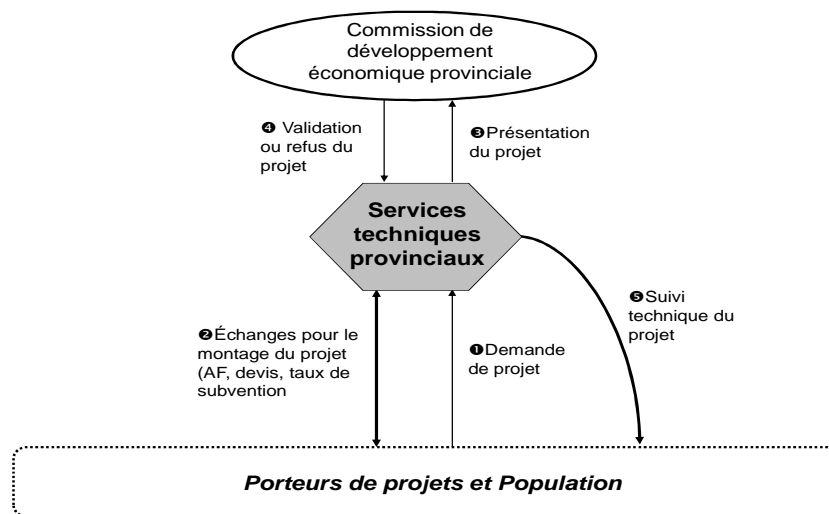 Commission de
développement
économique provinciale
❹ Validation
ou refus du
projet
❸Présentation
du projet
Services
techniques
provinciaux
❺Suivi
technique du
projet
❷Échanges pour le
montage du projet
(AF, devis, taux de
subvention
❶Demande
de projet
Porteurs de projets et Population